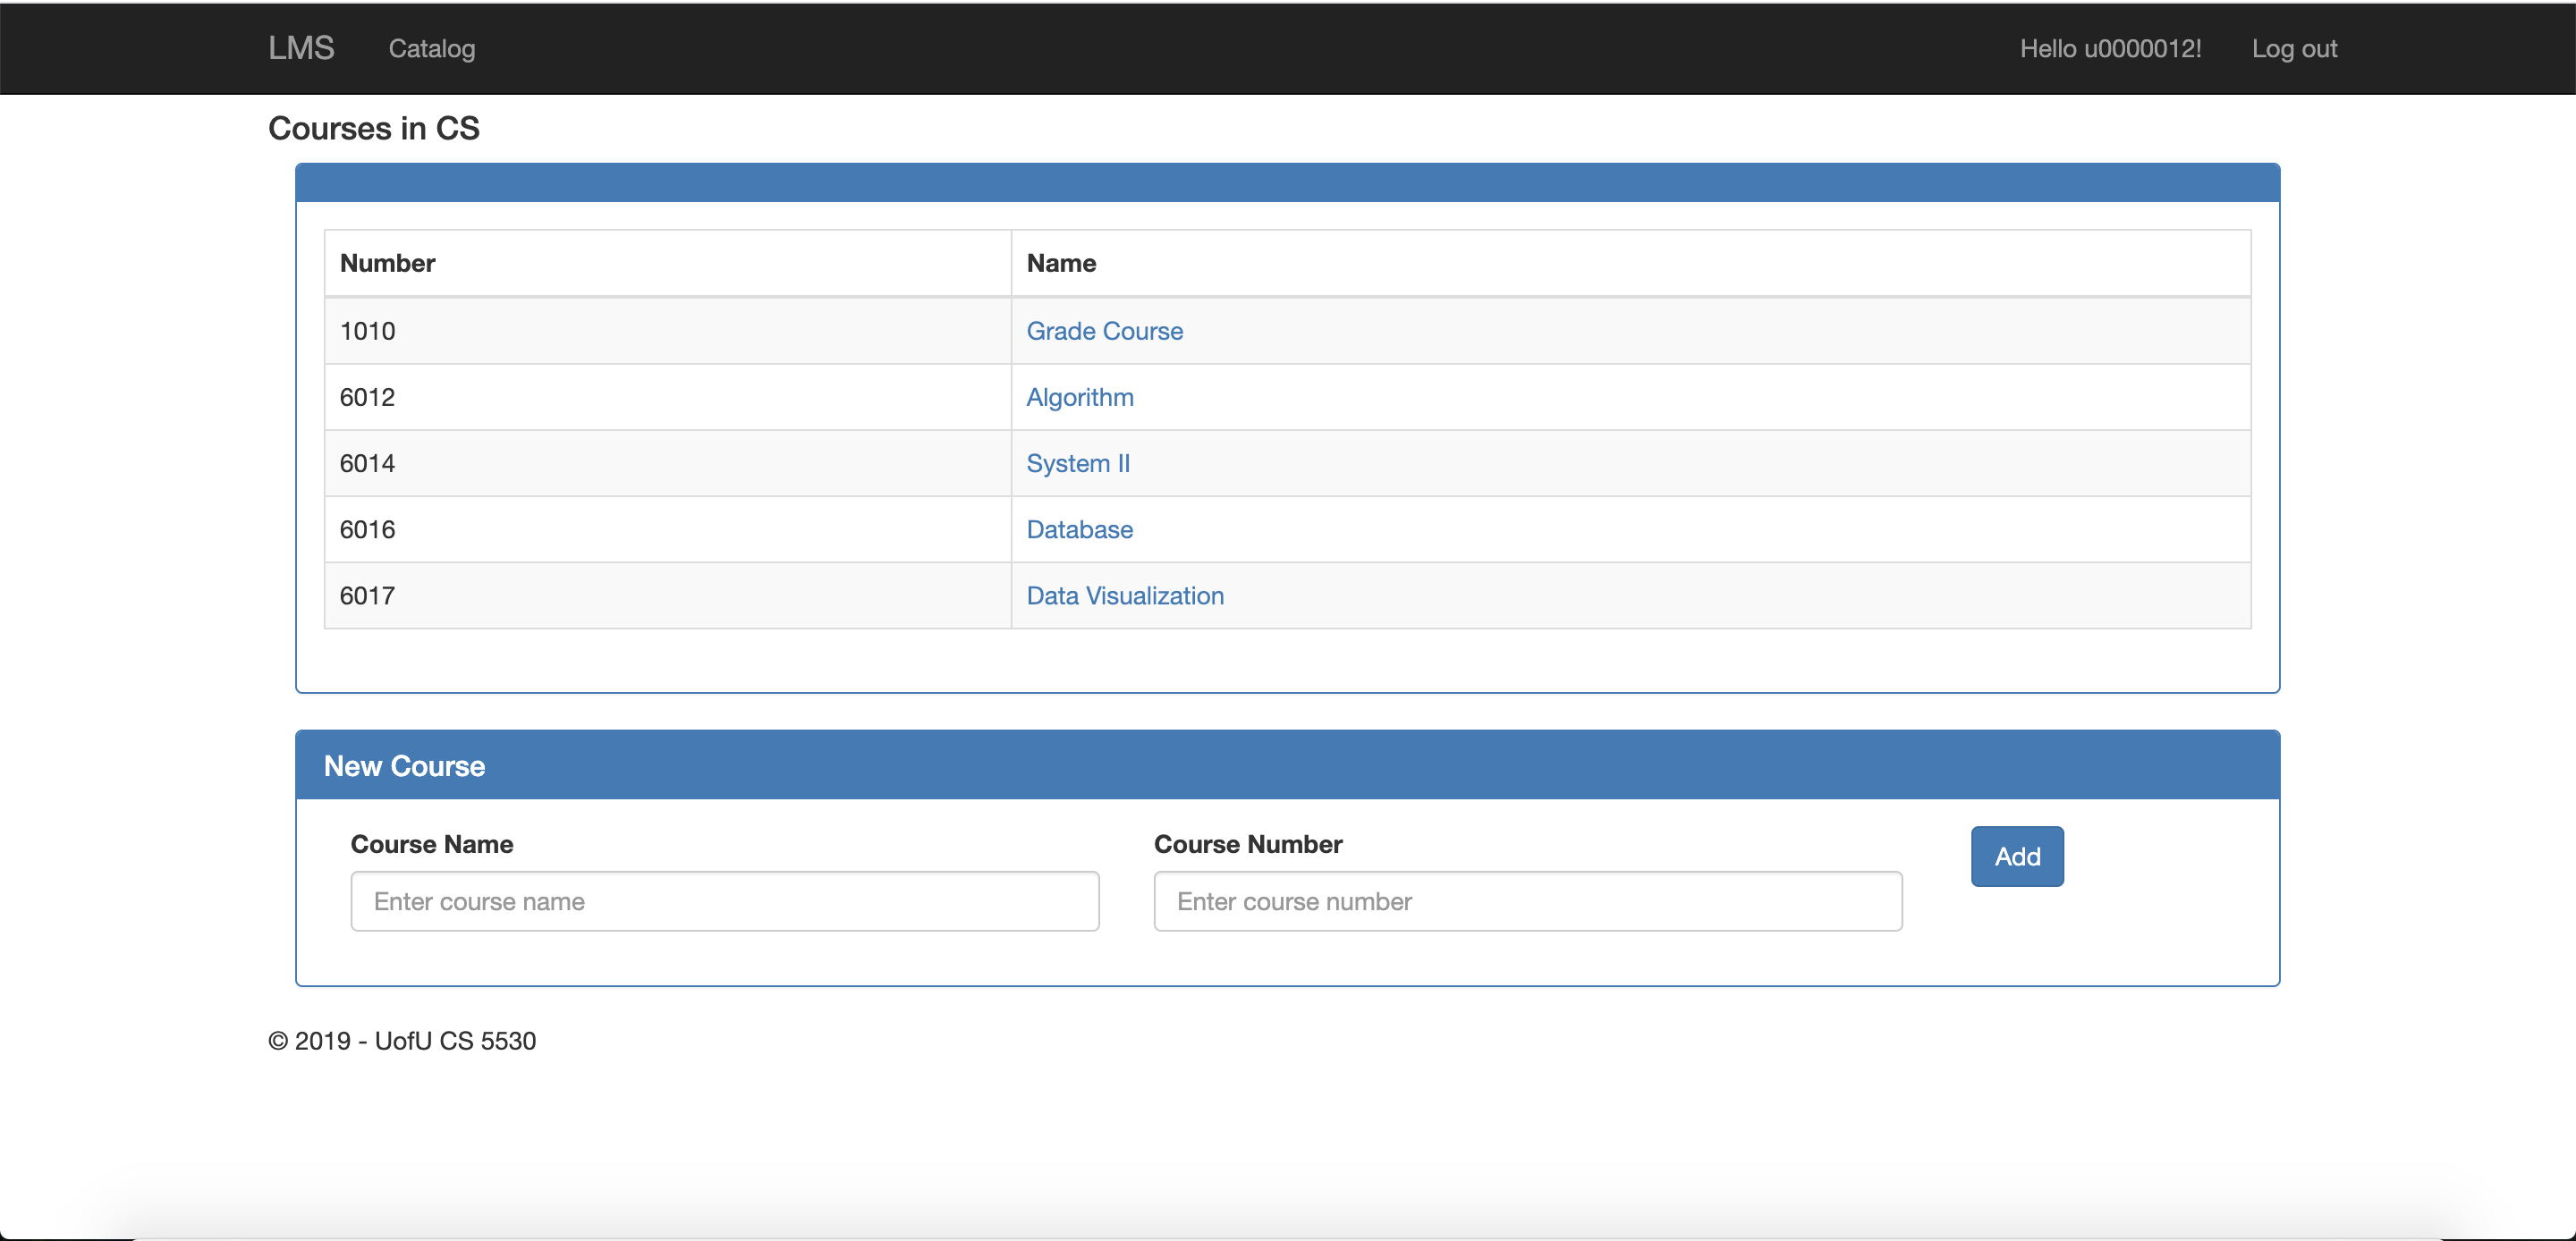 LMS Catalog Hello u0000012! Log out
Courses in CS
Number Name
1010 Grade Course
6012 Algorithm
6014 System II
6016 Database
6017 Data Visualization
New Course
Course Name Course Number Add
Enter course name Enter course number
© 2019 - UofU CS 5530